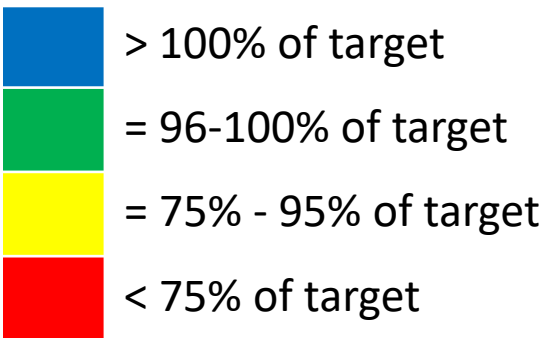 > 100% of target
= 96-100% of target
= 75% - 95% of target
< 75% of target